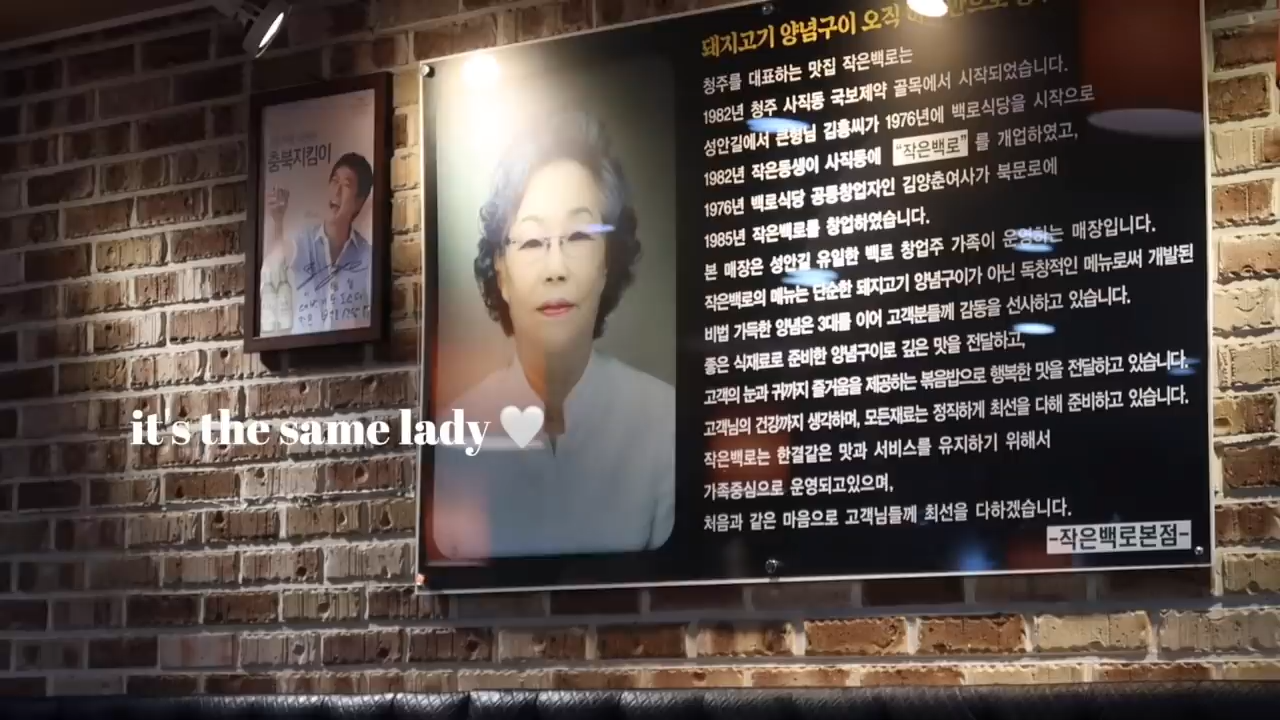 충북지킴이
it's the same lady 🤍
돼지고기 양념구이 오직
청주를 대표하는 맛집 작은백로는
1982년 청주 사직동 국보제약 골목에서 시작되었습니다.
성안길에서 큰형님 김흥씨가 1976년에 백로식당을 시작으로
1982년 작은동생이 사직동에 "작은백로" 를 개업하였고,
1976년 백로식당 공통창업자인 김양춘여사가 북문로에
1985년 작은백로를 창업하였습니다.
본 매장은 성안길 유일한 백로 창업주 가족이 운영하는 매장입니다.
작은백로의 메뉴는 단순한 돼지고기 양념구이가 아닌 독창적인 메뉴로써 개발된
비법 가득한 양념은 3대를 이어 고객분들께 감동을 선사하고 있습니다.
좋은 식재료로 준비한 양념구이로 깊은 맛을 전달하고,
고객의 눈과 귀까지 즐거움을 제공하는 볶음밥으로 행복한 맛을 전달하고 있습니다.
고객님의 건강까지 생각하며, 모든재료는 정직하게 최선을 다해 준비하고 있습니다.
작은백로는 한결같은 맛과 서비스를 유지하기 위해서
가족중심으로 운영되고있으며,
처음과 같은 마음으로 고객님들께 최선을 다하겠습니다.
-작은백로본점-